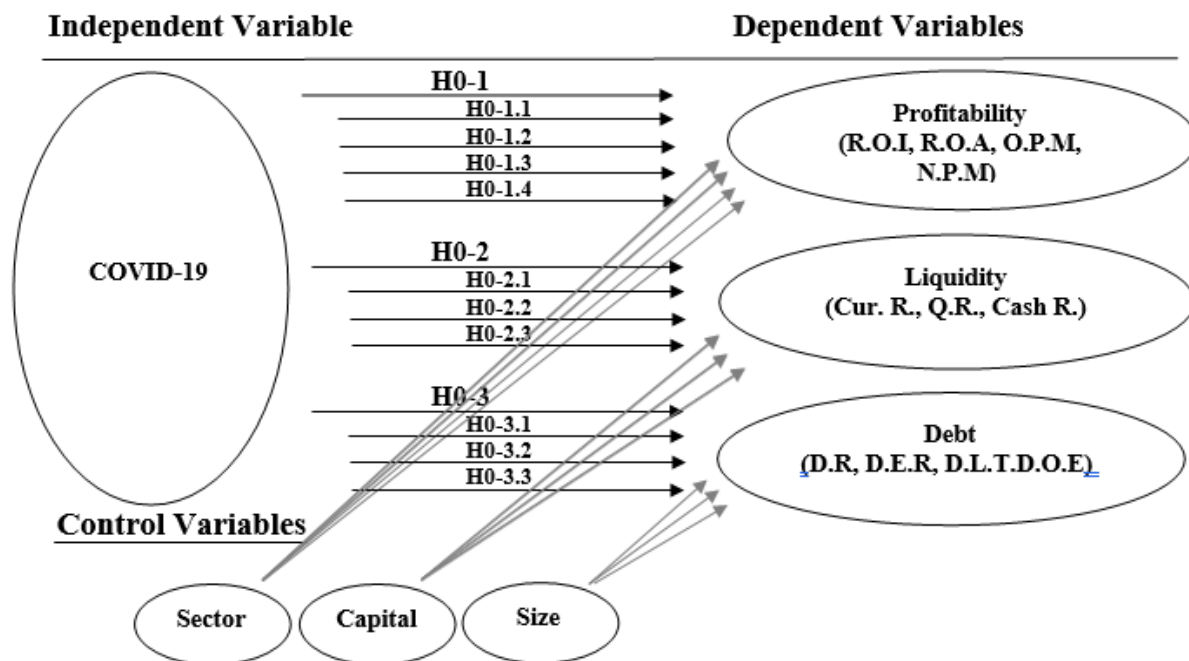 Independent Variable
Dependent Variables
H0-1
H0-1.1
H0-1.2
H0-1.3
H0-1.4
Profitability
(R.O.I, R.O.A, O.P.M,
N.P.M)
COVID-19
H0-2
H0-2.1
H0-2.2
H0-2.3
Liquidity
(Cur. R., Q.R., Cash R.)
H0-3
H0-3.1
H0-3.2
H0-3.3
Debt
(D.R, D.E.R, D.L.T.D.O.E)
Control Variables
Sector
Capital
Size